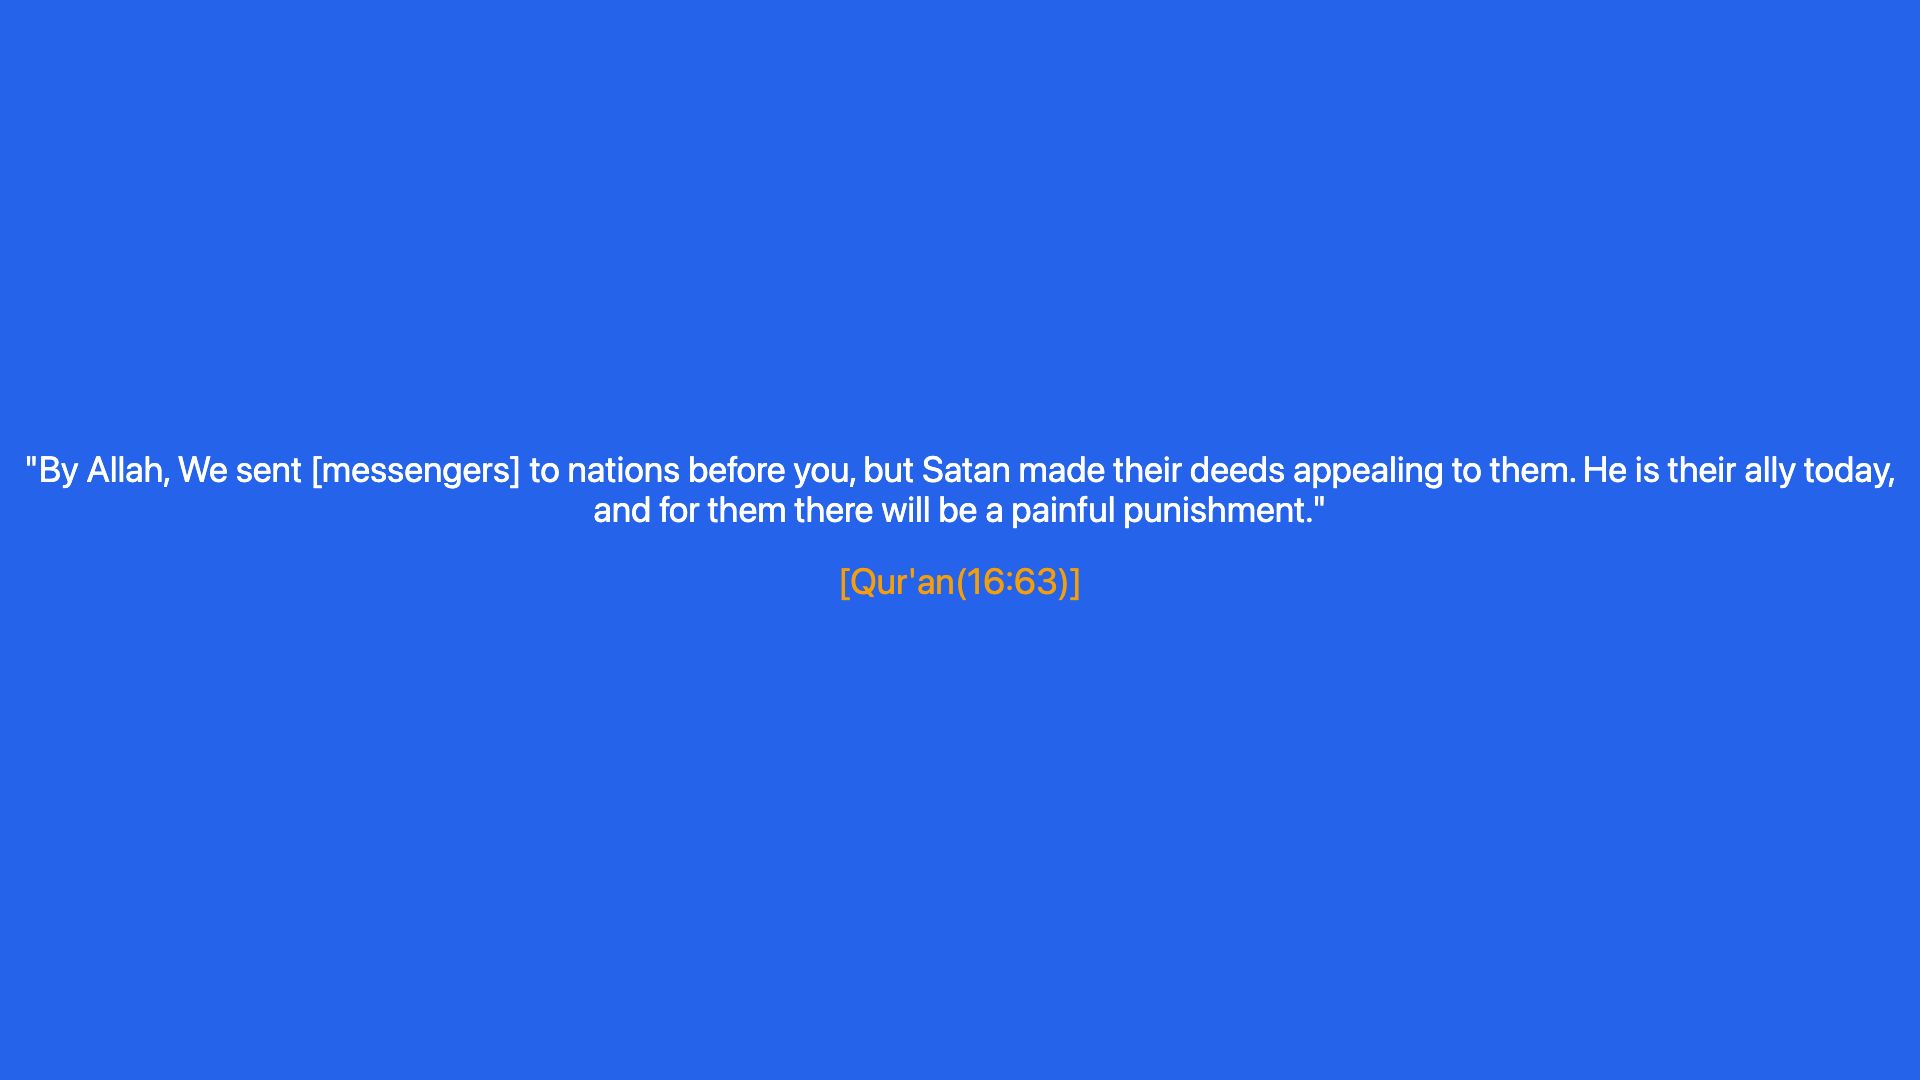 "By Allah, We sent [messengers] to nations before you, but Satan made their deeds appealing to them. He is their ally today,
and for them there will be a painful punishment."
[Qur'an(16:63)]